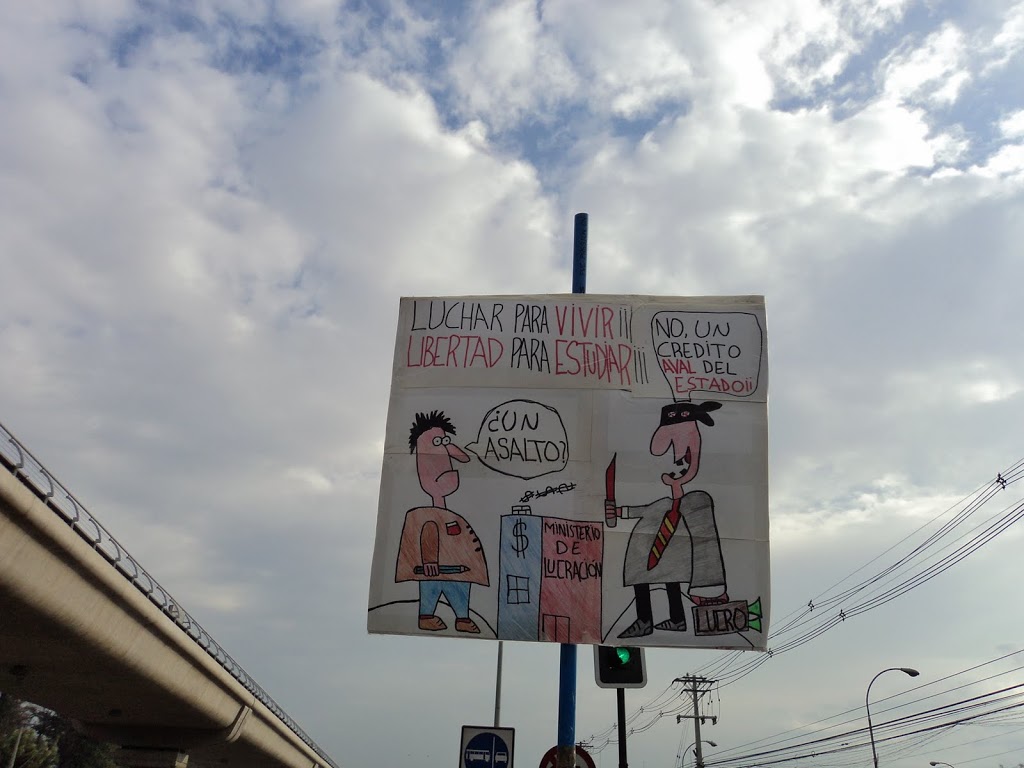 LUCHAR PARA VIVIR¡¡¡
LIBERTAD PARA ESTUDIAR¡¡¡
NO, UN
CREDITO
AVAL DEL
ESTADO¡¡
¿UN
ASALTO?
$
MINISTERIO
DE
LUCRACIÓN
LUCRO